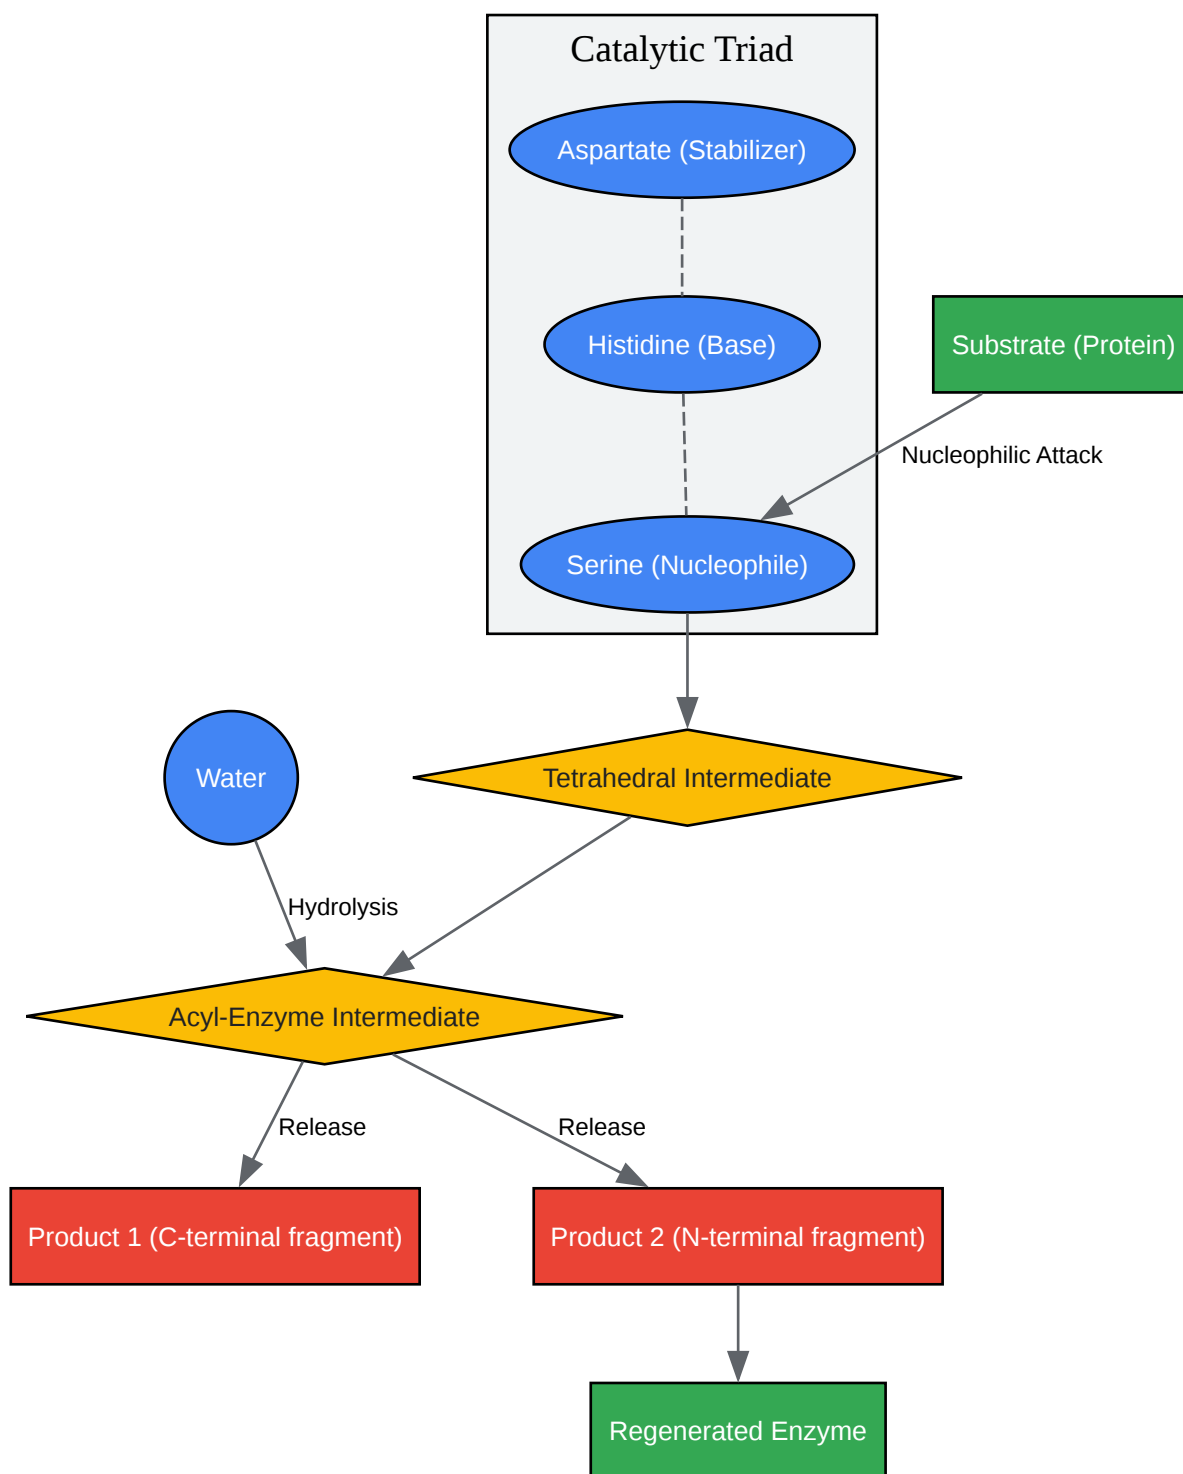 Catalytic Triad
Aspartate (Stabilizer)
Histidine (Base)
Substrate (Protein)
Nucleophilic Attack
Serine (Nucleophile)
Water
Tetrahedral Intermediate
Hydrolysis
Acyl-Enzyme Intermediate
Release
Release
Product 1 (C-terminal fragment)
Product 2 (N-terminal fragment)
Regenerated Enzyme